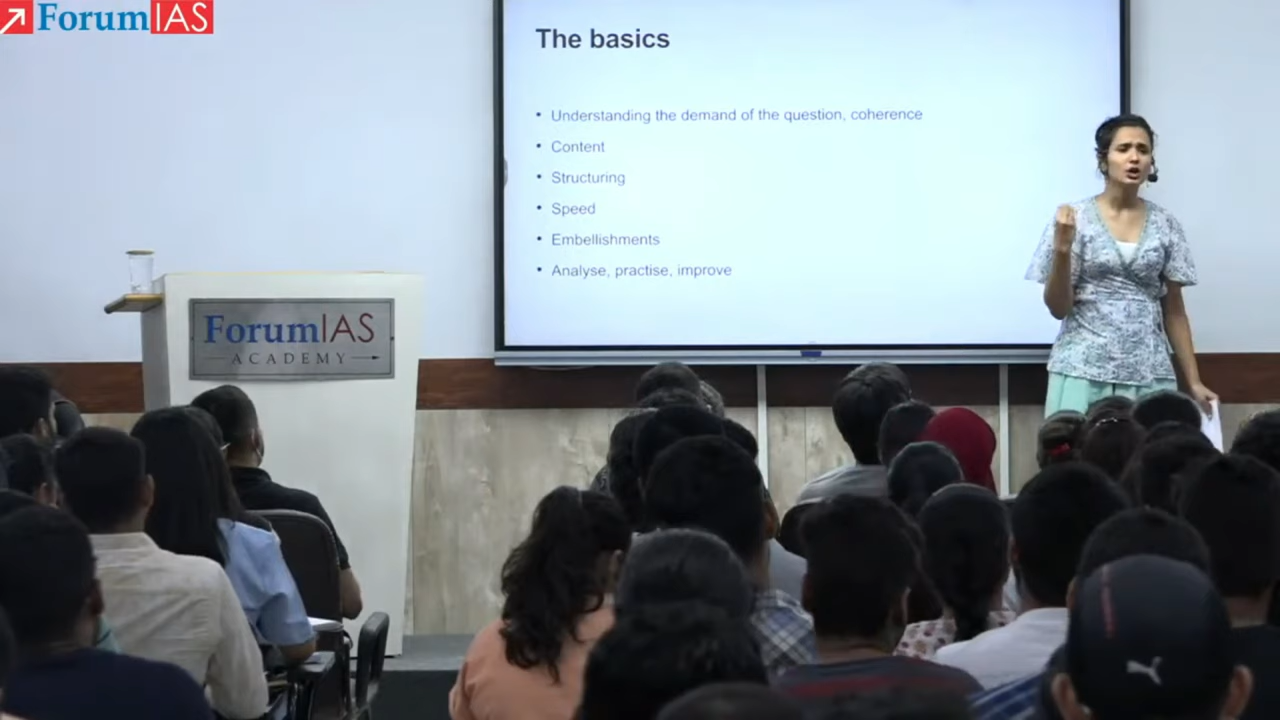 ForumIAS
The basics
• Understanding the demand of the question, coherence
• Content
• Structuring
• Speed
• Embellishments
• Analyse, practise, improve
ForumIAS
ACADEMY